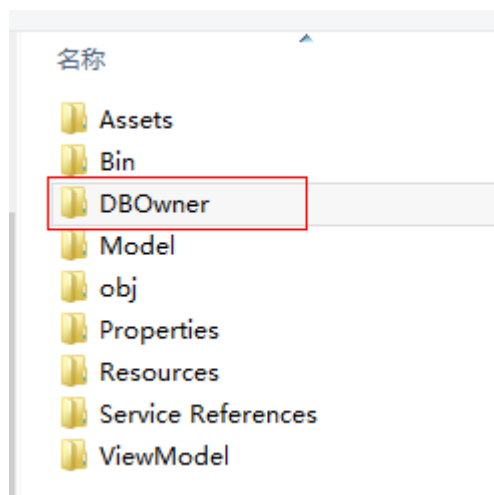 名称
Assets
Bin
DBOwner
Model
obj
Properties
Resources
Service References
ViewModel